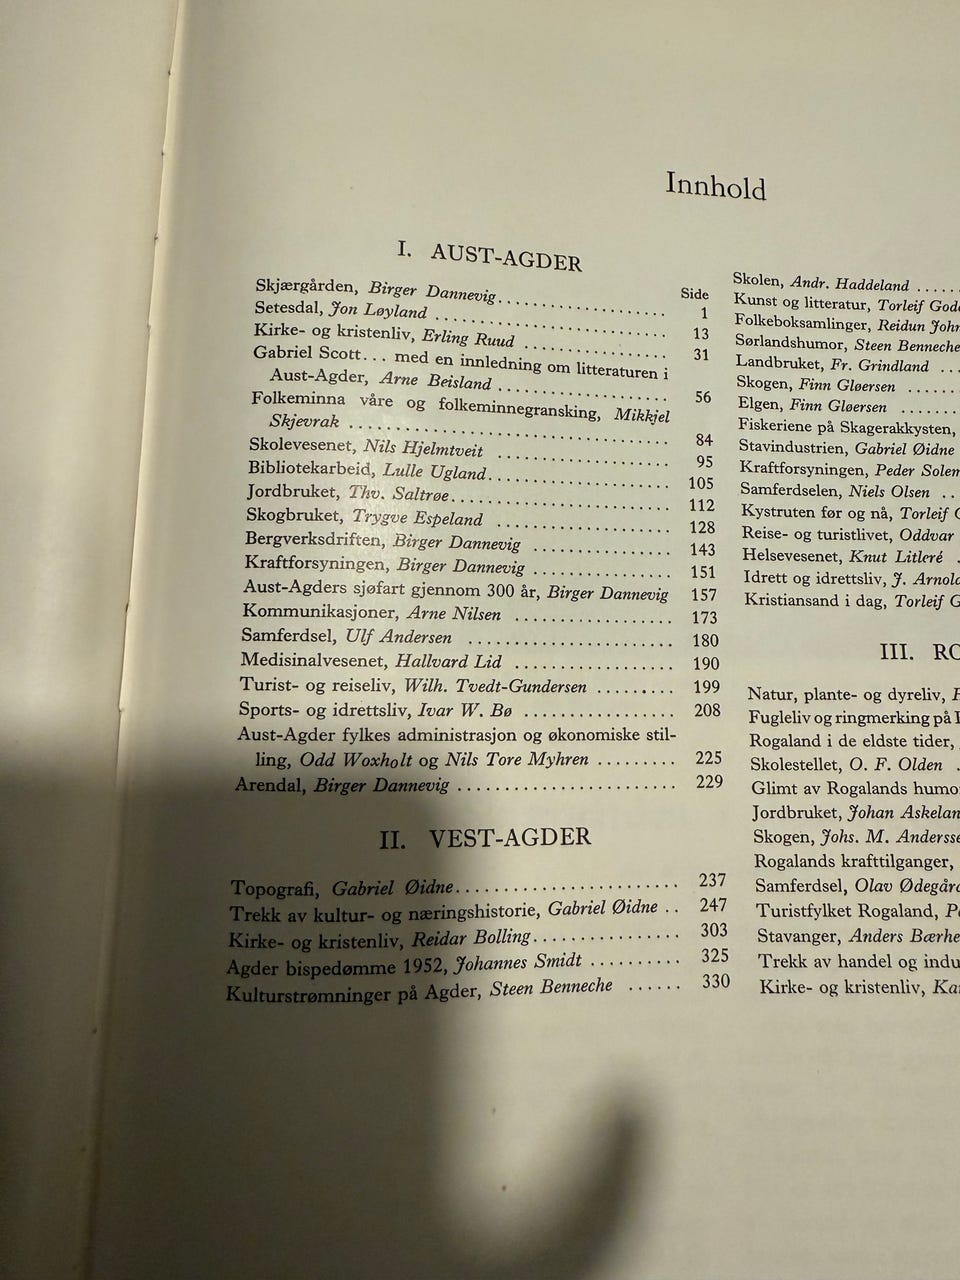 Innhold
I. AUST-AGDER
Side
Skjærgården, Birger Dannevig. . . . . . . . . . . . . . . . . . . . 1
Setesdal, Jon Løyland . . . . . . . . . . . . . . . . . . . . . . . . . . . 13
Kirke- og kristenliv, Erling Ruud . . . . . . . . . . . . . . . . . 31
Gabriel Scott... med en innledning om litteraturen i
Aust-Agder, Arne Beisland . . . . . . . . . . . . . . . . . . . . 56
Folkeminna våre og folkeminnegransking, Mikkjel
Skjevrak . . . . . . . . . . . . . . . . . . . . . . . . . . . . . . . . . . . . 84
Skolevesenet, Nils Hjelmtveit . . . . . . . . . . . . . . . . . . . . 95
Bibliotekarbeid, Lulle Ugland. . . . . . . . . . . . . . . . . . . . . 105
Jordbruket, Thv. Saltrøe. . . . . . . . . . . . . . . . . . . . . . . . . 112
Skogbruket, Trygve Espeland . . . . . . . . . . . . . . . . . . . . 128
Bergverksdriften, Birger Dannevig . . . . . . . . . . . . . . . . 143
Kraftforsyningen, Birger Dannevig . . . . . . . . . . . . . . . . 151
Aust-Agders sjøfart gjennom 300 år, Birger Dannevig 157
Kommunikasjoner, Arne Nilsen . . . . . . . . . . . . . . . . . . 173
Samferdsel, Ulf Andersen . . . . . . . . . . . . . . . . . . . . . . . 180
Medisinalvesenet, Hallvard Lid . . . . . . . . . . . . . . . . . . 190
Turist- og reiseliv, Wilh. Tvedt-Gundersen . . . . . . . . . 199
Sports- og idrettsliv, Ivar W. Bø . . . . . . . . . . . . . . . . . 208
Aust-Agder fylkes administrasjon og økonomiske stil-
ling, Odd Woxholt og Nils Tore Myhren . . . . . . . . . 225
Arendal, Birger Dannevig . . . . . . . . . . . . . . . . . . . . . . . . 229
II. VEST-AGDER
Topografi, Gabriel Øidne. . . . . . . . . . . . . . . . . . . . . . . . 237
Trekk av kultur- og næringshistorie, Gabriel Øidne . . 247
Kirke- og kristenliv, Reidar Bolling. . . . . . . . . . . . . . . . 303
Agder bispedømme 1952, Johannes Smidt . . . . . . . . . . 325
Kulturstrømninger på Agder, Steen Benneche . . . . . . 330
Skolen, Andr. Haddeland . . . . .
Kunst og litteratur, Torleif
Folkeboksamlinger, Reidun
Sørlandshumor, Steen Benneche
Landbruket, Fr. Grindland . . .
Skogen, Finn Gløersen . . . . . .
Elgen, Finn Gløersen . . . . . . .
Fiskeriene på Skagerakkysten,
Stavindustrien, Gabriel Øidne
Kraftforsyningen, Peder
Samferdselen, Niels Olsen . .
Kystruten før og nå, Torleif
Reise- og turistlivet, Oddvar
Helsevesenet, Knut Litleré .
Idrett og idrettsliv, J.
Kristiansand i dag, Torleif
III.
Natur, plante- og dyreliv,
Fugleliv og ringmerking på
Rogaland i de eldste tider,
Skolestellet, O. F. Olden .
Glimt av Rogalands
Jordbruket, Johan
Skogen, Johs. M.
Rogalands krafttilganger,
Samferdsel, Olav
Turistfylket Rogaland,
Stavanger, Anders
Trekk av handel og
Kirke- og kristenliv,